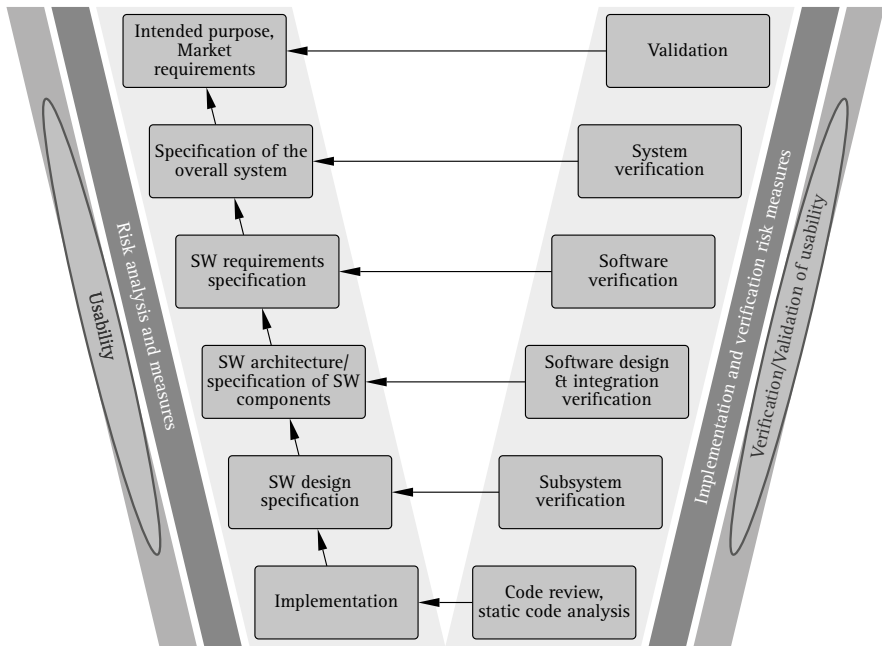 Intended purpose,
Market
requirements
Validation
Specification of the
overall system
System
verification
SW requirements
specification
Software
verification
SW architecture/
specification of SW
components
Software design
& integration
verification
SW design
specification
Subsystem
verification
Implementation
Code review,
static code analysis
Usability
Risk analysis and measures
Implementation and verification risk measures
Verification/Validation of usability